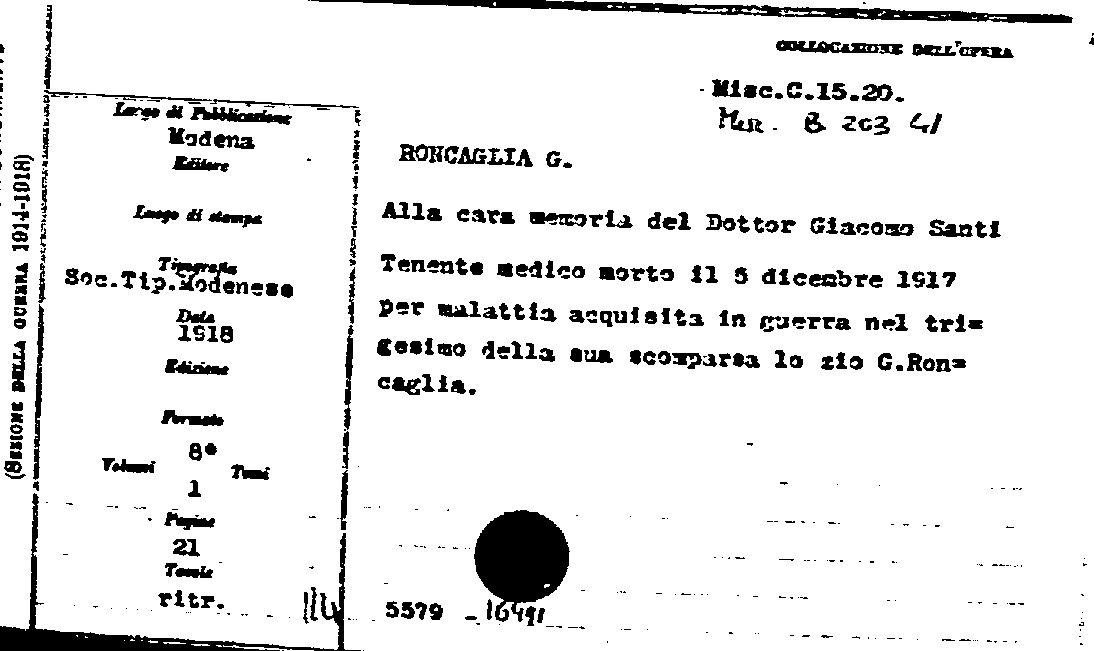 COLLOCAZIONE DELL'OPERA
Misc.C.15.20.
B 203
RONCAGLIA G.
Alla cara memoria del Dottor Giacomo Santi
Tenente medico morto il 5 dicembre 1917
per malattia acquisita in guerra nel tri=
gesimo della sua scomparsa lo zio G.Ron=
caglia.
(SEZIONE DELLA GUERRA 1914-1918)
Luogo di Pubblicazione
Modena
Editore
Luogo di stampa
Tipografia
Soc.Tip.Modenese
Data
1918
Edizione
Formato
8°
Volumi Tomi
1
Pagine
21
Tavole
ritr.
5579